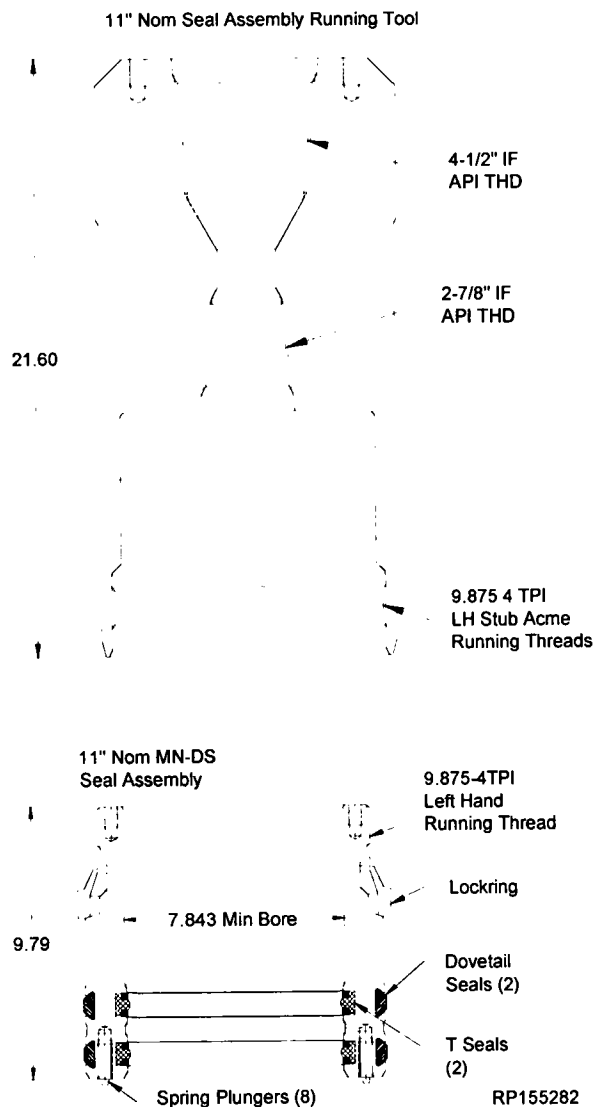 11" Nom Seal Assembly Running Tool
4-1/2" IF
API THD
2-7/8" IF
API THD
21.60
9.875 4 TPI
LH Stub Acme
Running Threads
11" Nom MN-DS
Seal Assembly
9.875-4TPI
Left Hand
Running Thread
Lockring
7.843 Min Bore
9.79
Dovetail
Seals (2)
T Seals
(2)
Spring Plungers (8)
RP155282